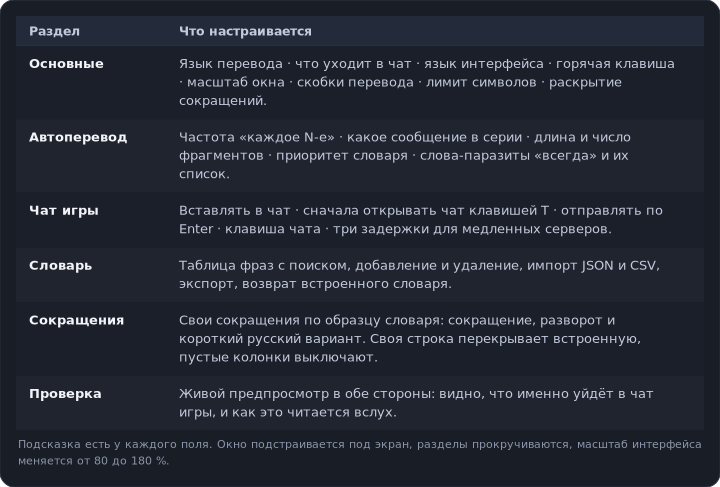 Раздел Что настраивается
Основные Язык перевода · что уходит в чат · язык интерфейса · горячая клавиша
· масштаб окна · скобки перевода · лимит символов · раскрытие
сокращений.
Автоперевод Частота «каждое N-е» · какое сообщение в серии · длина и число
фрагментов · приоритет словаря · слова-паразиты «всегда» и их
список.
Чат игры Вставлять в чат · сначала открывать чат клавишей T · отправлять по
Enter · клавиша чата · три задержки для медленных серверов.
Словарь Таблица фраз с поиском, добавление и удаление, импорт JSON и CSV,
экспорт, возврат встроенного словаря.
Сокращения Свои сокращения по образцу словаря: сокращение, разворот и
короткий русский вариант. Своя строка перекрывает встроенную,
пустые колонки выключают.
Проверка Живой предпросмотр в обе стороны: видно, что именно уйдёт в чат
игры, и как это читается вслух.
Подсказка есть у каждого поля. Окно подстраивается под экран, разделы прокручиваются, масштаб интерфейса
меняется от 80 до 180 %.